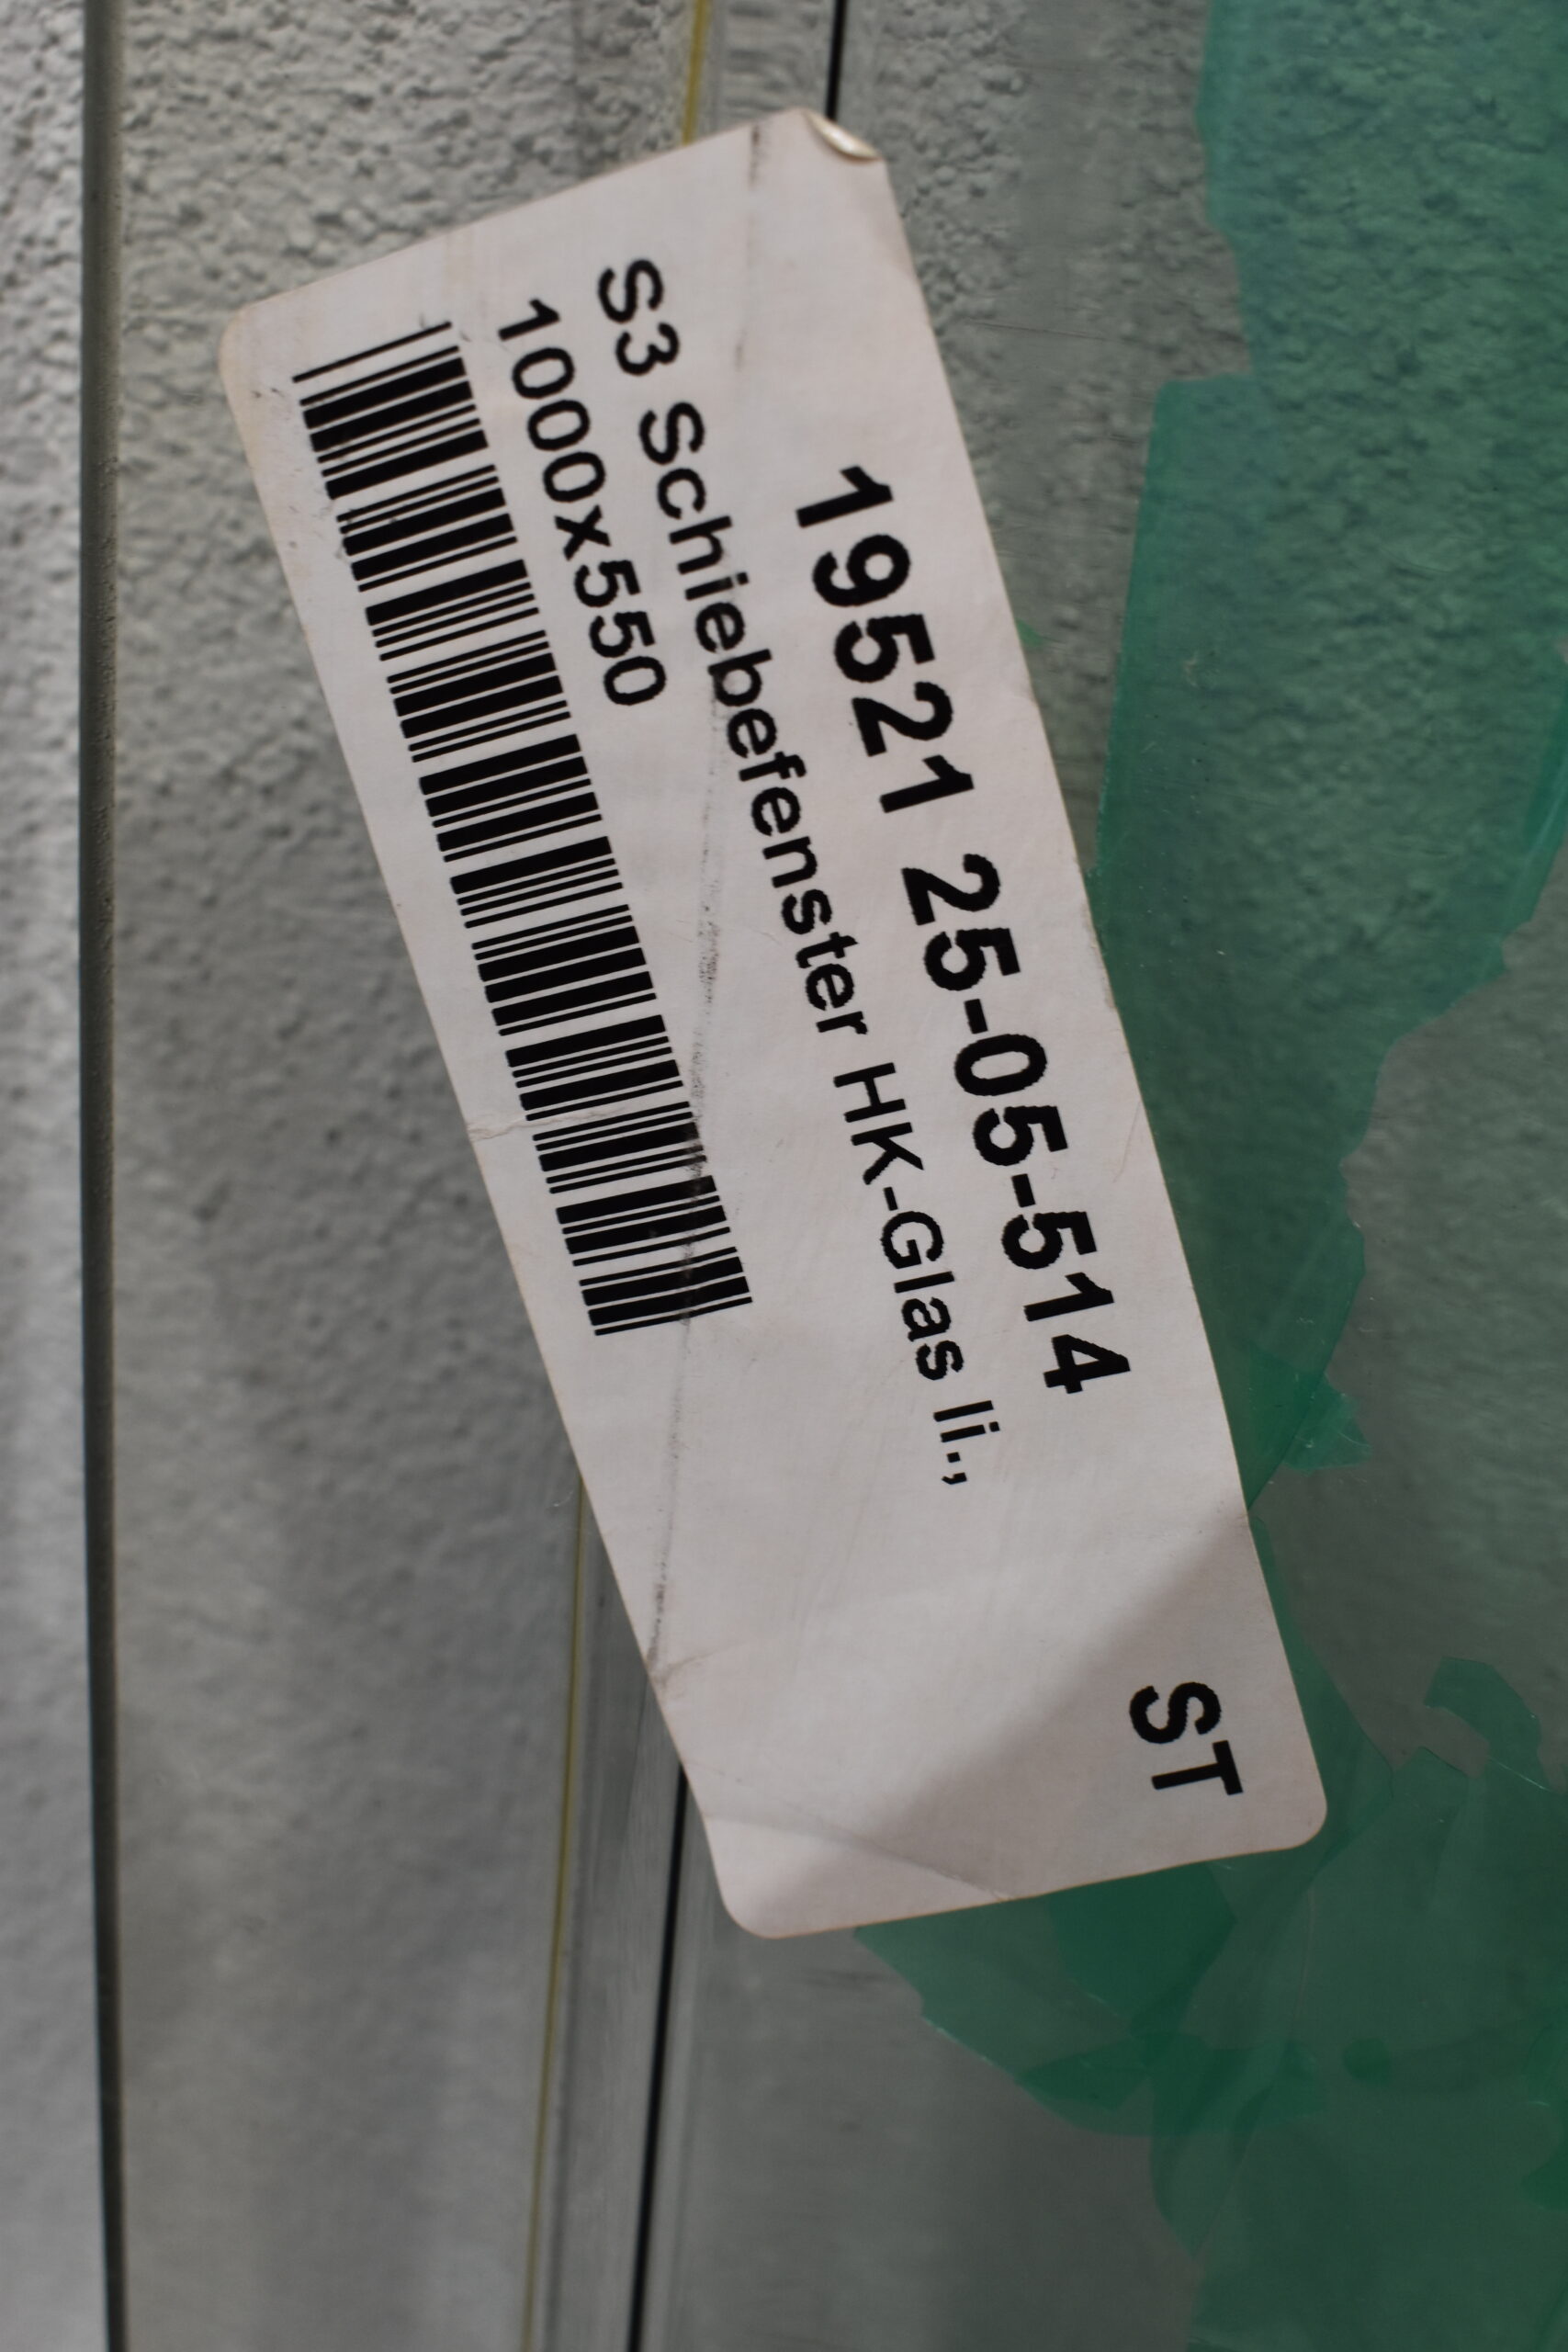 ST
19521 25-05-514
S3 Schiebefenster HK-Glas li.,
1000x550